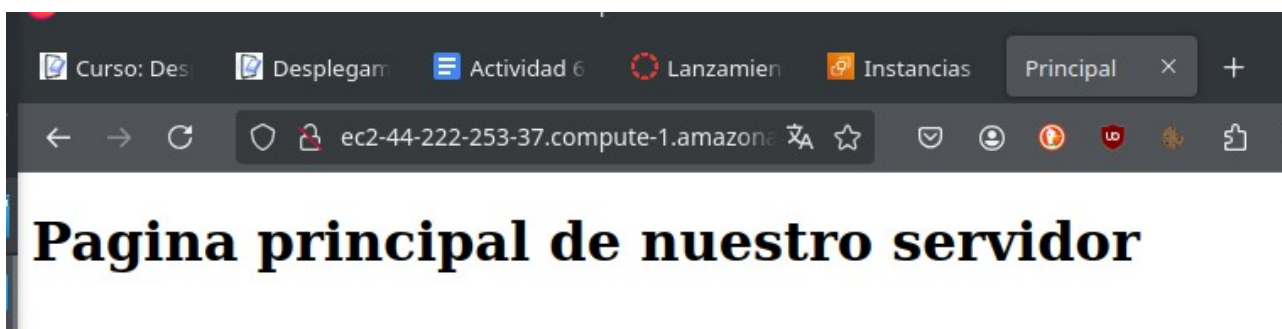 Curso: Des Desplegam Actividad 6 Lanzamien Instancias Principal
ec2-44-222-253-37.compute-1.amazona
Pagina principal de nuestro servidor